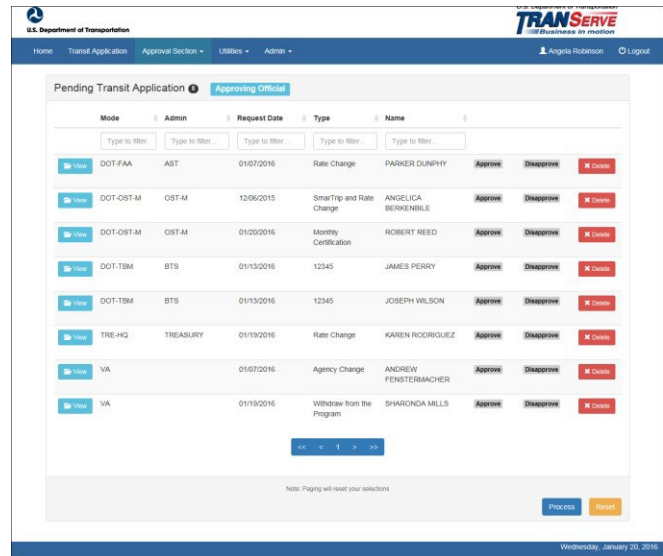 U.S. Department of Transportation
U.S. Department of Transportation
TRANSERVE
Business in motion
Home Transit Application Approval Section Utilities Admin Angela Robinson Logout
Pending Transit Application 8 Approving Official
Mode Admin Request Date Type Name
Type to filter... Type to filter... Type to filter... Type to filter... Type to filter...
View DOT-FAA AST 01/07/2016 Rate Change PARKER DUNPHY Approve Disapprove Delete
View DOT-OST-M OST-M 12/06/2015 SmarTrip and Rate ANGELICA Approve Disapprove Delete
Change BERKENBILE
View DOT-OST-M OST-M 01/20/2016 Monthly ROBERT REED Approve Disapprove Delete
Certification
View DOT-TBM BTS 01/13/2016 12345 JAMES PERRY Approve Disapprove Delete
View DOT-TBM BTS 01/13/2016 12345 JOSEPH WILSON Approve Disapprove Delete
View TRE-HQ TREASURY 01/19/2016 Rate Change KAREN RODRIGUEZ Approve Disapprove Delete
View VA 01/07/2016 Agency Change ANDREW Approve Disapprove Delete
FENSTERMACHER
View VA 01/19/2016 Withdraw from the SHARONDA MILLS Approve Disapprove Delete
Program
<< < 1 > >>
Note: Paging will reset your selections
Process Reset
Wednesday, January 20, 2016